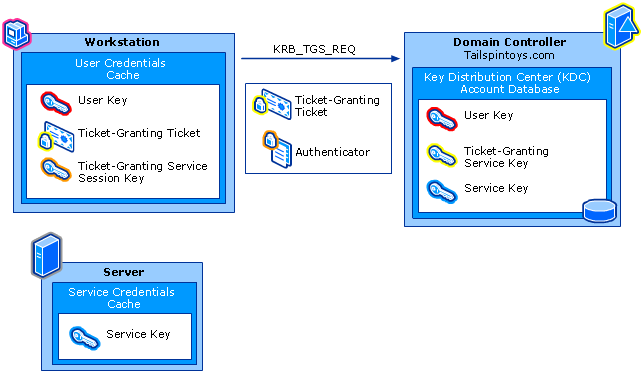 Workstation
User Credentials
Cache
User Key
Ticket-Granting Ticket
Ticket-Granting Service
Session Key
KRB_TGS_REQ
Ticket-Granting
Ticket
Authenticator
Domain Controller
Tailspintoys.com
Key Distribution Center (KDC)
Account Database
User Key
Ticket-Granting
Service Key
Service Key
Server
Service Credentials
Cache
Service Key